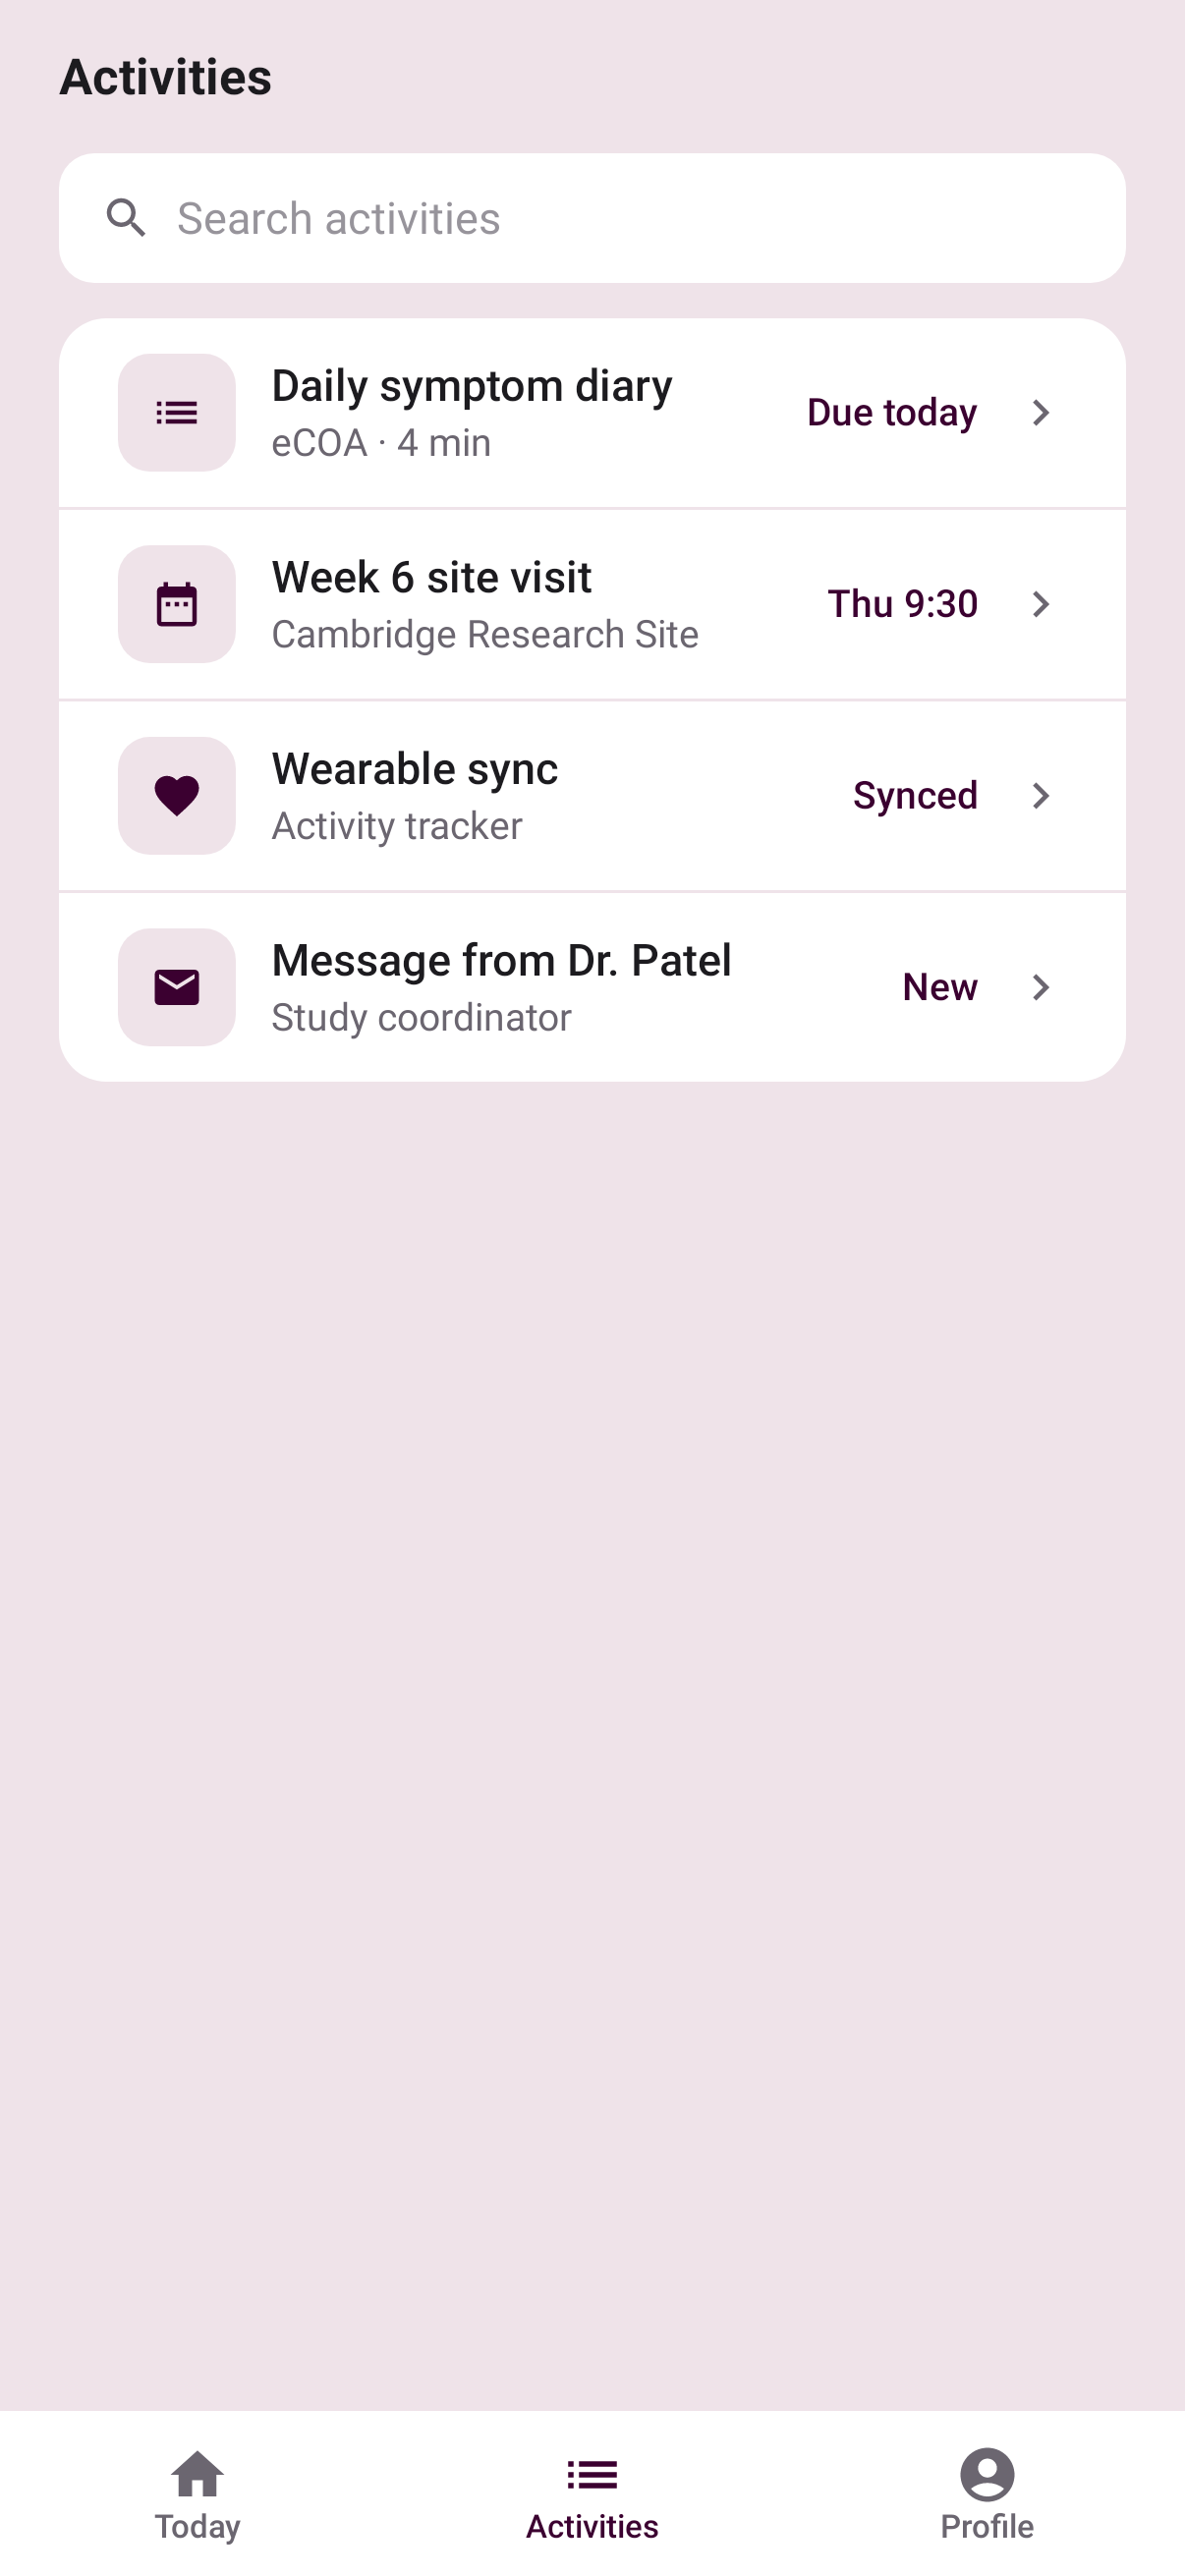 Activities
Search activities
Daily symptom diary
eCOA · 4 min
Due today
Week 6 site visit
Cambridge Research Site
Thu 9:30
Wearable sync
Activity tracker
Synced
Message from Dr. Patel
Study coordinator
New
Today
Activities
Profile